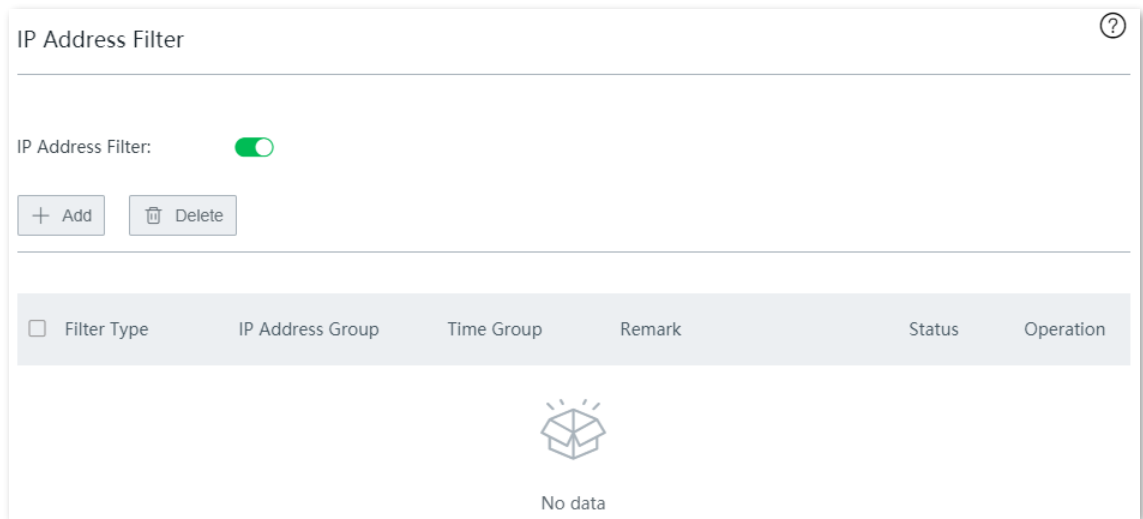 IP Address Filter
?
IP Address Filter:
+ Add Delete
Filter Type IP Address Group Time Group Remark Status Operation
No data